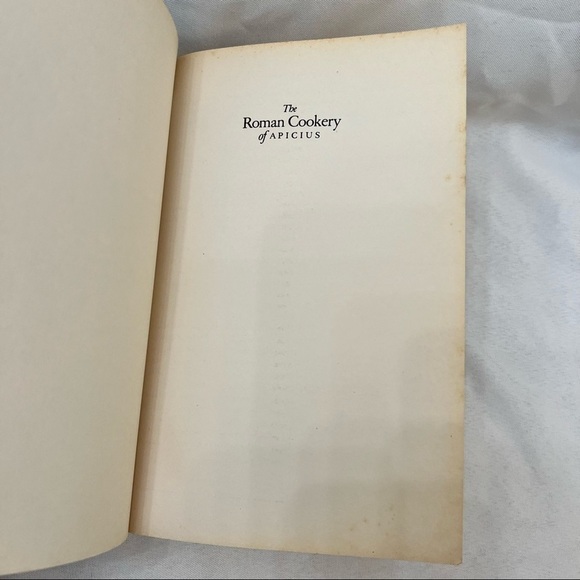 The
Roman Cookery
of APICIUS